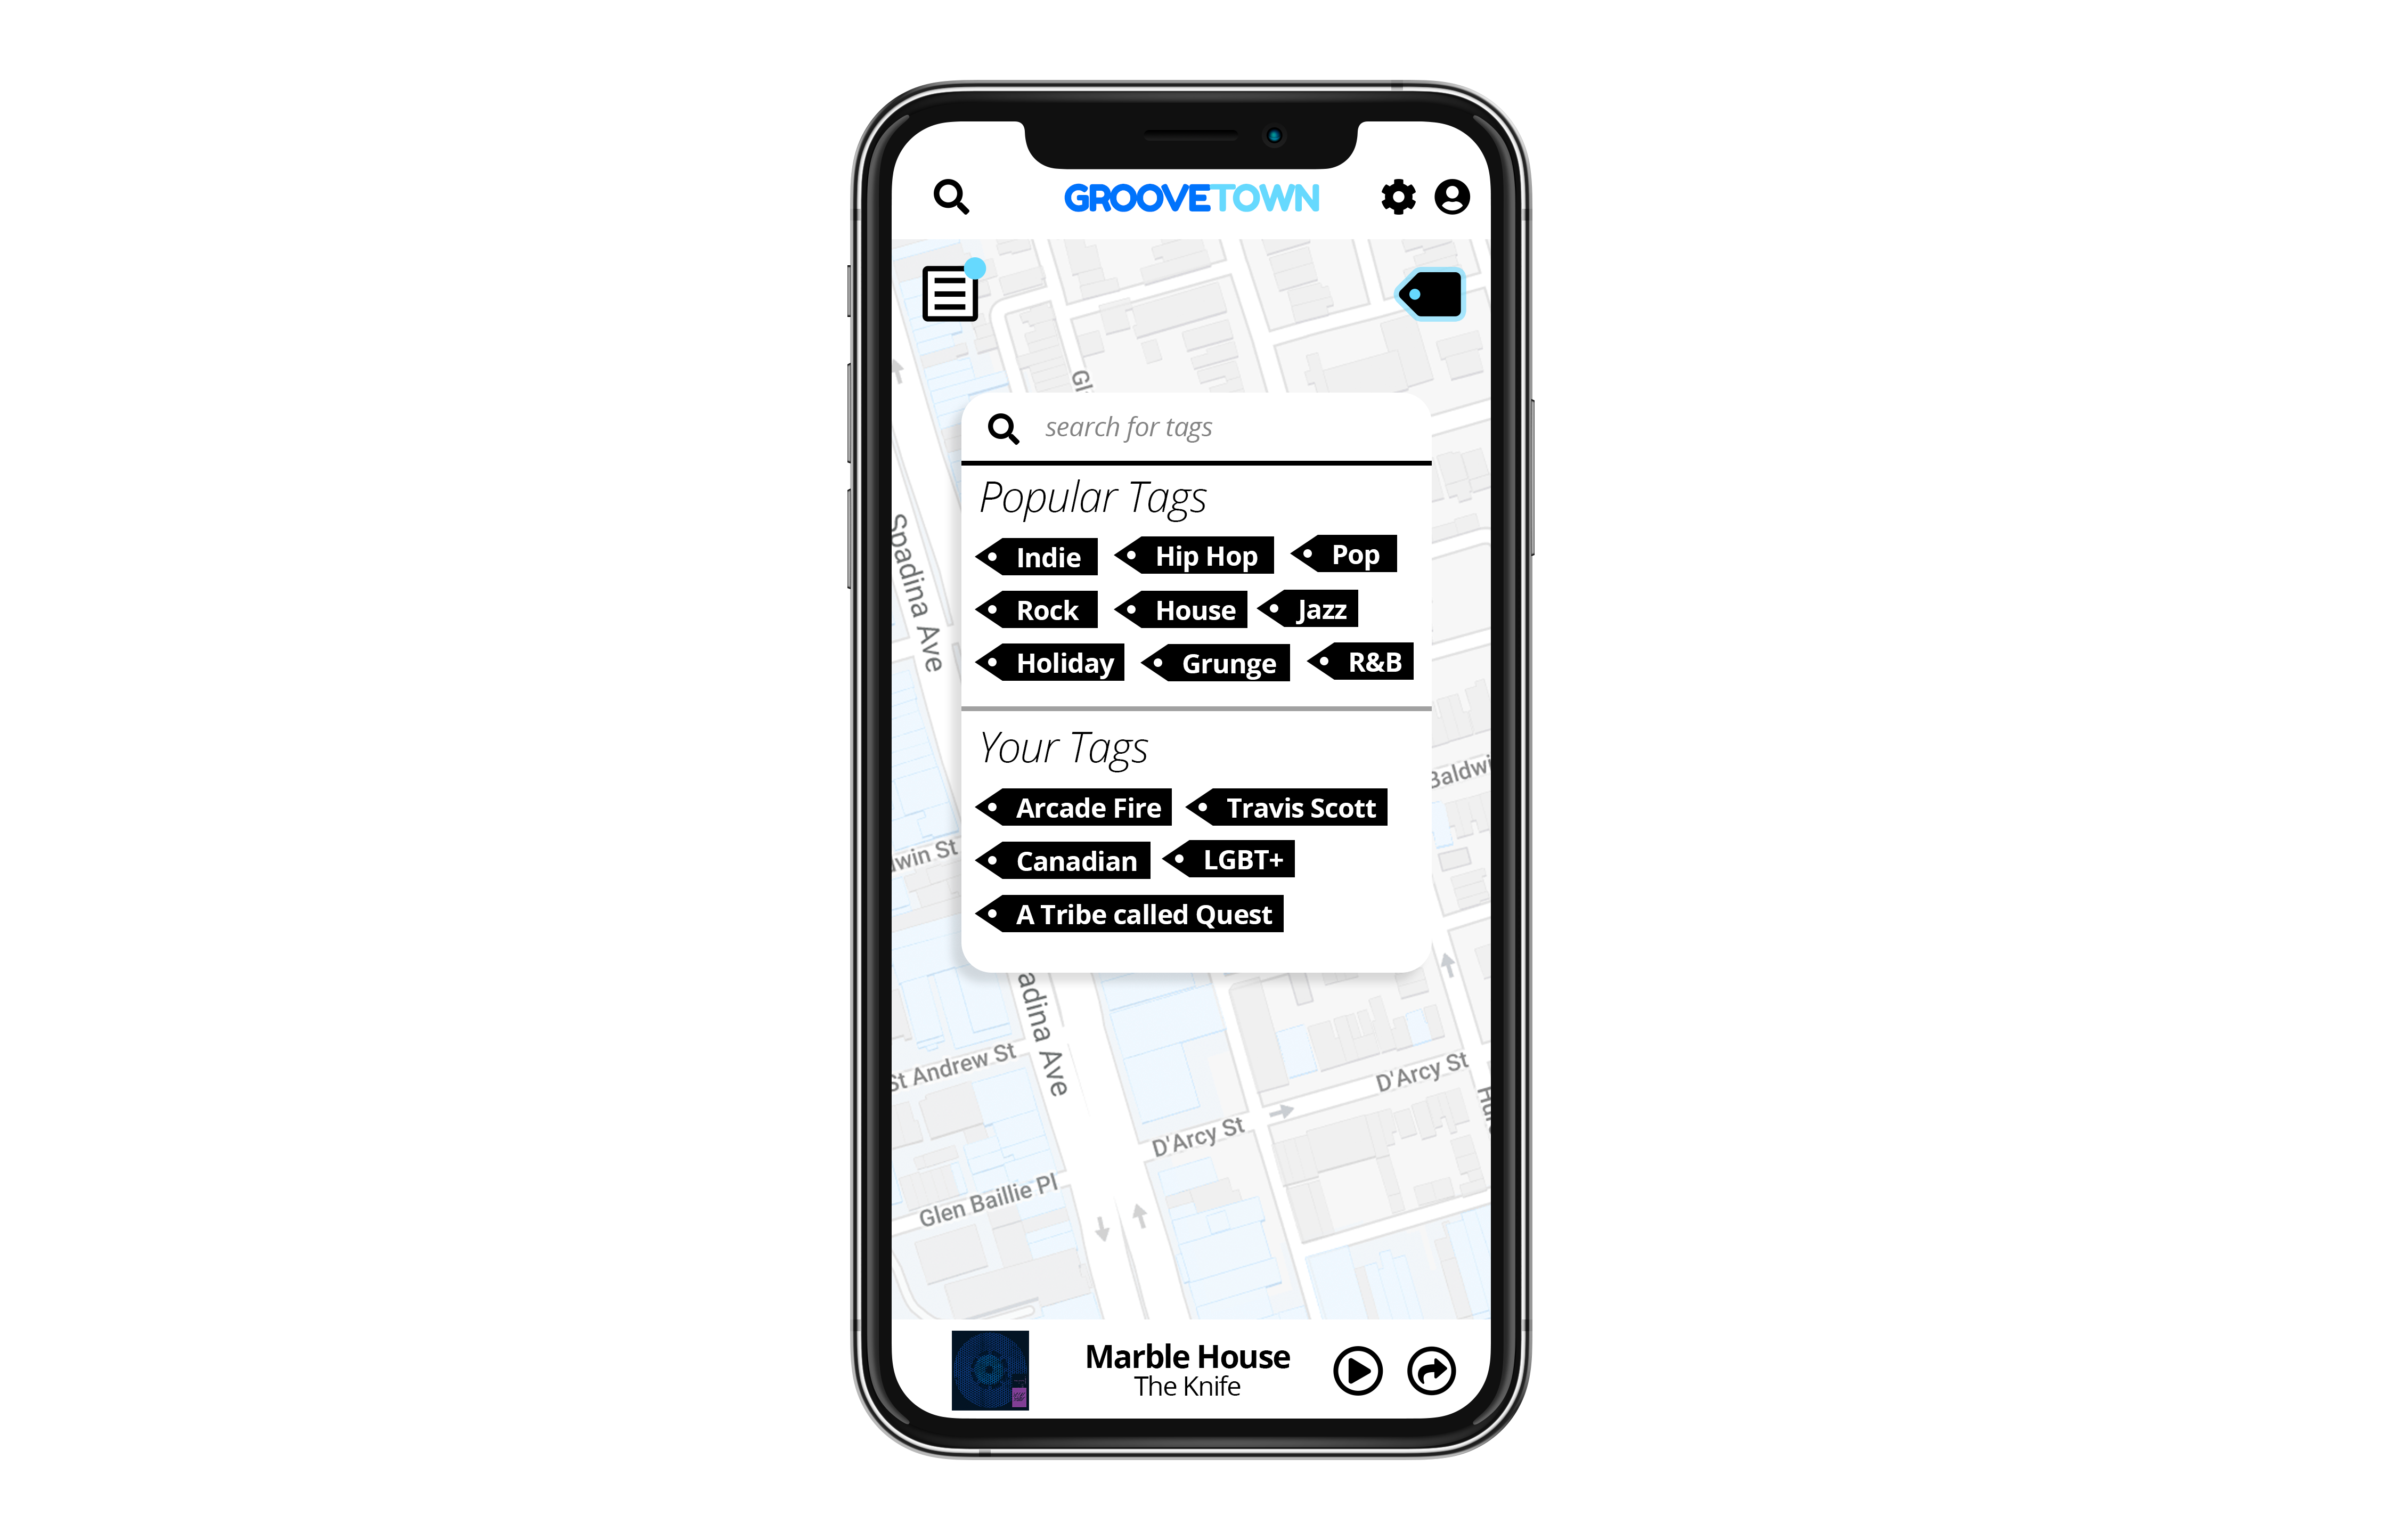 GROOVETOWN
Gl
search for tags
Popular Tags
Indie Hip Hop Pop
Rock House Jazz
Holiday Grunge R&B
Spadina Ave
Your Tags
Baldwi
Arcade Fire Travis Scott
Canadian LGBT+
A Tribe called Quest
dwin St
adina Ave
St Andrew St
D'Arcy St
D'Arcy St
Glen Baillie Pl
Marble House
The Knife